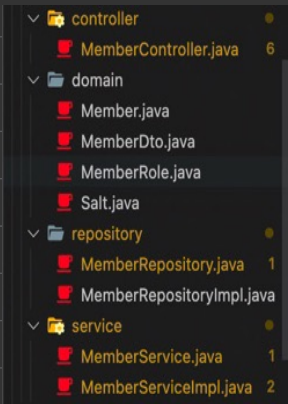 controller
MemberController.java 6
domain
Member.java
MemberDto.java
MemberRole.java
Salt.java
repository
MemberRepository.java 1
MemberRepositoryImpl.java
service
MemberService.java 1
MemberServiceImpl.java 2